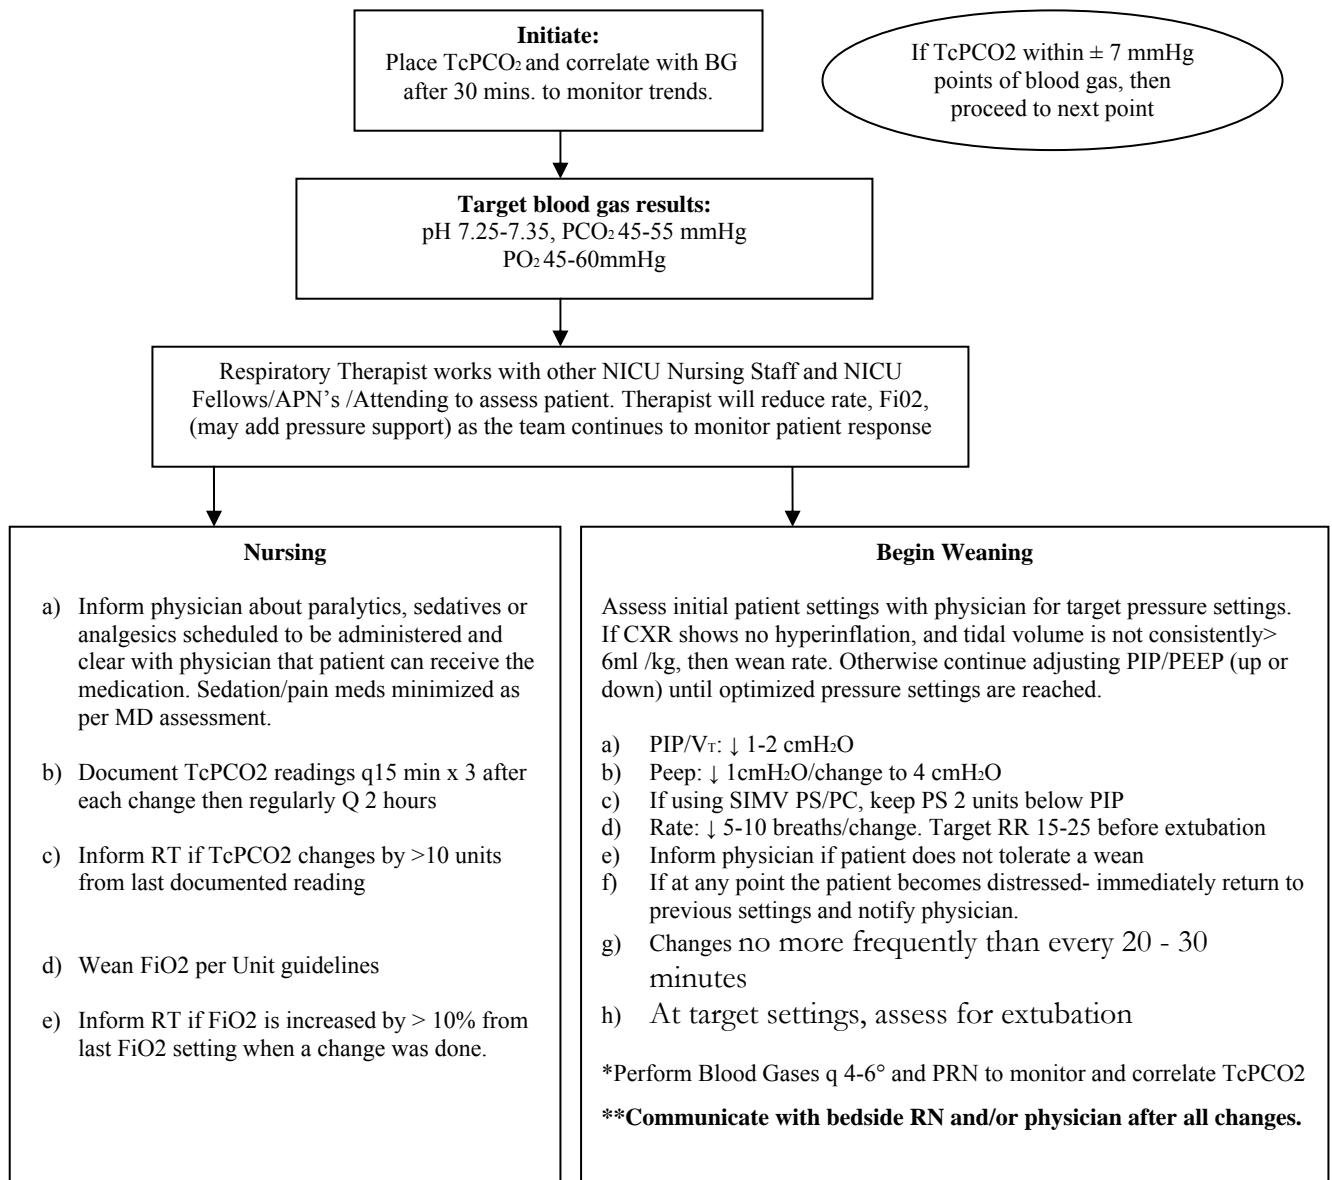 Initiate:
Place TcPCO₂ and correlate with BG
after 30 mins. to monitor trends.
If TcPCO2 within ± 7 mmHg
points of blood gas, then
proceed to next point
Target blood gas results:
pH 7.25-7.35, PCO₂ 45-55 mmHg
PO₂ 45-60mmHg
Respiratory Therapist works with other NICU Nursing Staff and NICU
Fellows/APN’s /Attending to assess patient. Therapist will reduce rate, Fi02,
(may add pressure support) as the team continues to monitor patient response
Nursing
a) Inform physician about paralytics, sedatives or
analgesics scheduled to be administered and
clear with physician that patient can receive the
medication. Sedation/pain meds minimized as
per MD assessment.
b) Document TcPCO2 readings q15 min x 3 after
each change then regularly Q 2 hours
c) Inform RT if TcPCO2 changes by >10 units
from last documented reading
d) Wean FiO2 per Unit guidelines
e) Inform RT if FiO2 is increased by > 10% from
last FiO2 setting when a change was done.
Begin Weaning
Assess initial patient settings with physician for target pressure settings.
If CXR shows no hyperinflation, and tidal volume is not consistently>
6ml /kg, then wean rate. Otherwise continue adjusting PIP/PEEP (up or
down) until optimized pressure settings are reached.
a) PIP/VT: ↓ 1-2 cmH₂O
b) Peep: ↓ 1cmH₂O/change to 4 cmH₂O
c) If using SIMV PS/PC, keep PS 2 units below PIP
d) Rate: ↓ 5-10 breaths/change. Target RR 15-25 before extubation
e) Inform physician if patient does not tolerate a wean
f) If at any point the patient becomes distressed- immediately return to
previous settings and notify physician.
g) Changes no more frequently than every 20 - 30
minutes
h) At target settings, assess for extubation
*Perform Blood Gases q 4-6° and PRN to monitor and correlate TcPCO2
**Communicate with bedside RN and/or physician after all changes.